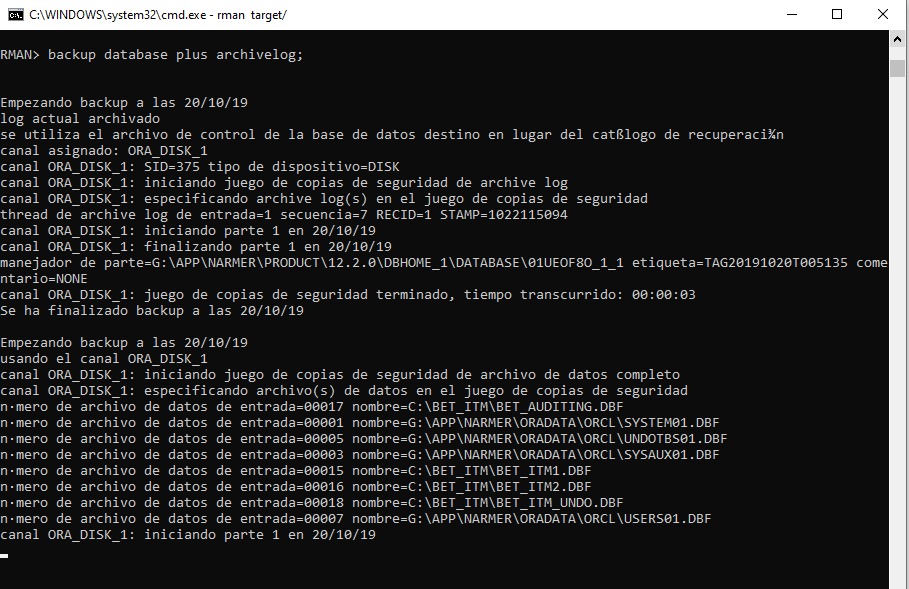 C:\WINDOWS\system32\cmd.exe - rman target/
RMAN> backup database plus archivelog;
Empezando backup a las 20/10/19
log actual archivado
se utiliza el archivo de control de la base de datos destino en lugar del catßlogo de recuperaci¾n
canal asignado: ORA_DISK_1
canal ORA_DISK_1: SID=375 tipo de dispositivo=DISK
canal ORA_DISK_1: iniciando juego de copias de seguridad de archive log
canal ORA_DISK_1: especificando archive log(s) en el juego de copias de seguridad
thread de archive log de entrada=1 secuencia=7 RECID=1 STAMP=1022115094
canal ORA_DISK_1: iniciando parte 1 en 20/10/19
canal ORA_DISK_1: finalizando parte 1 en 20/10/19
manejador de parte=G:\APP\NARMER\PRODUCT\12.2.0\DBHOME_1\DATABASE\01UEOF8O_1_1 etiqueta=TAG20191020T005135 come
ntario=NONE
canal ORA_DISK_1: juego de copias de seguridad terminado, tiempo transcurrido: 00:00:03
Se ha finalizado backup a las 20/10/19
Empezando backup a las 20/10/19
usando el canal ORA_DISK_1
canal ORA_DISK_1: iniciando juego de copias de seguridad de archivo de datos completo
canal ORA_DISK_1: especificando archivo(s) de datos en el juego de copias de seguridad
n·mero de archivo de datos de entrada=00017 nombre=C:\BET_ITM\BET_AUDITING.DBF
n·mero de archivo de datos de entrada=00001 nombre=G:\APP\NARMER\ORADATA\ORCL\SYSTEM01.DBF
n·mero de archivo de datos de entrada=00005 nombre=G:\APP\NARMER\ORADATA\ORCL\UNDOTBS01.DBF
n·mero de archivo de datos de entrada=00003 nombre=G:\APP\NARMER\ORADATA\ORCL\SYSAUX01.DBF
n·mero de archivo de datos de entrada=00015 nombre=C:\BET_ITM\BET_ITM1.DBF
n·mero de archivo de datos de entrada=00016 nombre=C:\BET_ITM\BET_ITM2.DBF
n·mero de archivo de datos de entrada=00018 nombre=C:\BET_ITM\BET_ITM_UNDO.DBF
n·mero de archivo de datos de entrada=00007 nombre=G:\APP\NARMER\ORADATA\ORCL\USERS01.DBF
canal ORA_DISK_1: iniciando parte 1 en 20/10/19